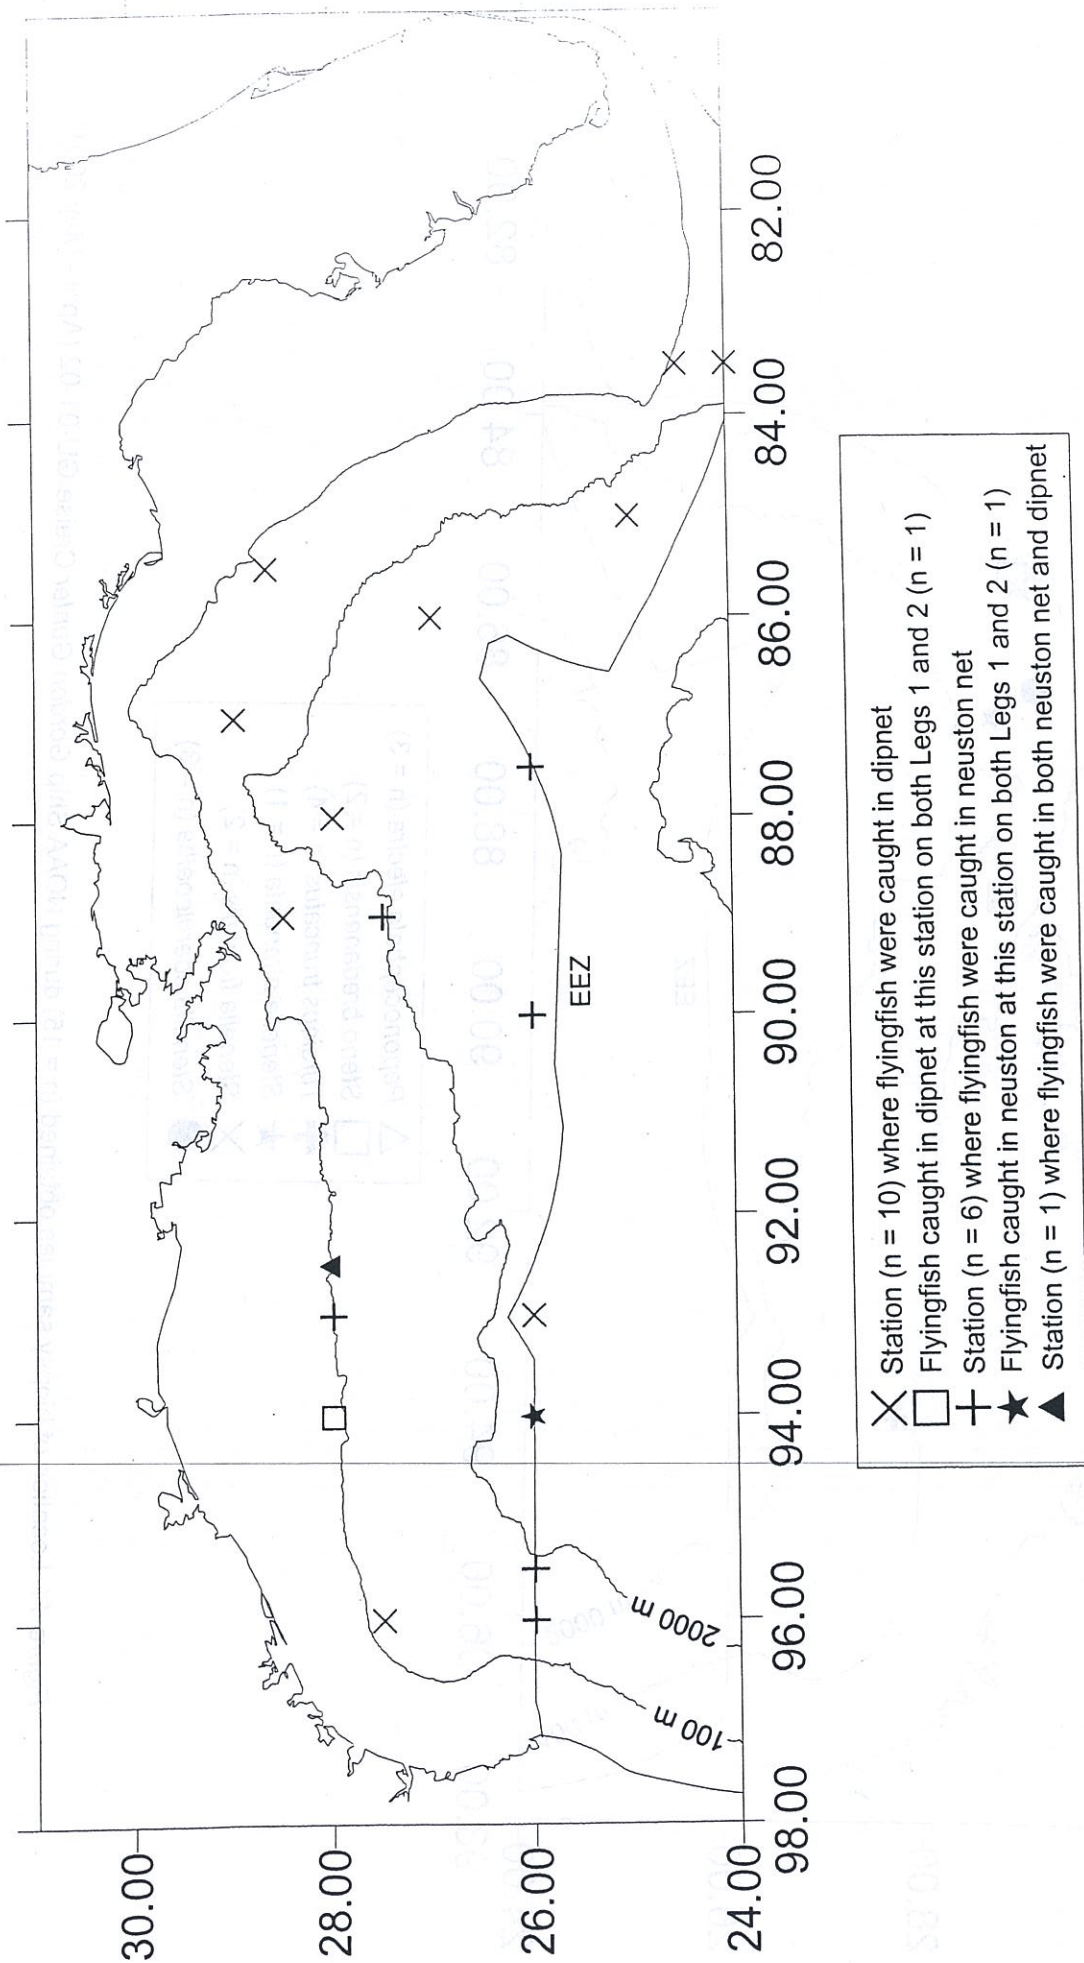 30.00
28.00
26.00
24.00
98.00
96.00
94.00
92.00
90.00
88.00
86.00
84.00
82.00
100 m
2000 m
EEZ
Station (n = 10) where flyingfish were caught in dipnet
Flyingfish caught in dipnet at this station on both Legs 1 and 2 (n = 1)
Station (n = 6) where flyingfish were caught in neuston net
Flyingfish caught in neuston at this station on both Legs 1 and 2 (n = 1)
Station (n = 1) where flyingfish were caught in both neuston net and dipnet